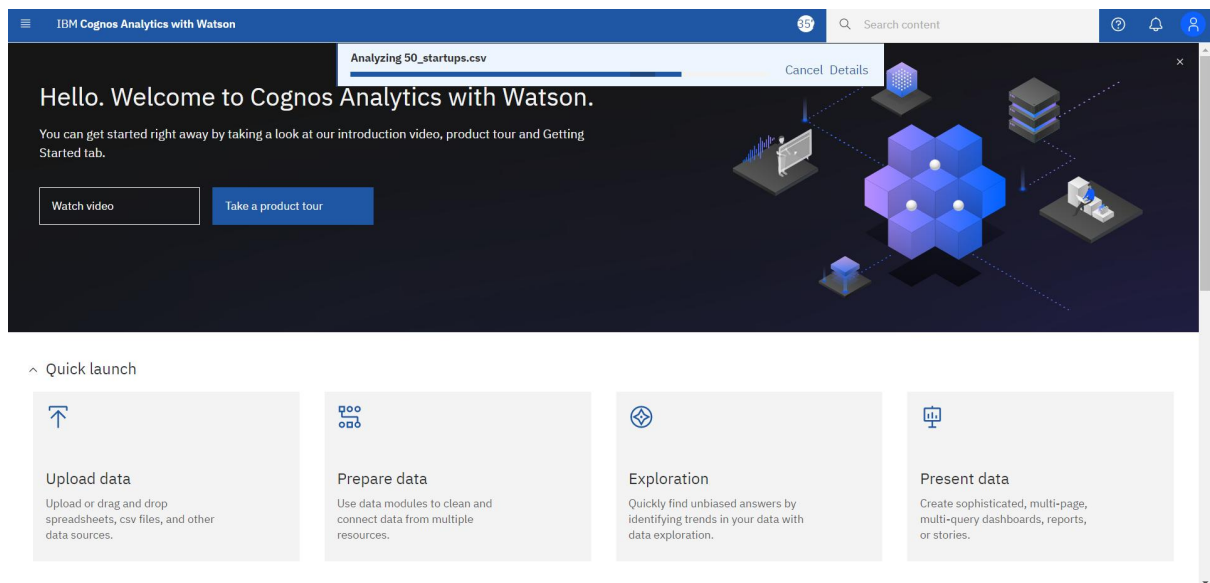 IBM Cognos Analytics with Watson
35
Search content
Analyzing 50_startups.csv
Cancel Details
Hello. Welcome to Cognos Analytics with Watson.
You can get started right away by taking a look at our introduction video, product tour and Getting
Started tab.
Watch video
Take a product tour
Quick launch
Upload data
Upload or drag and drop
spreadsheets, csv files, and other
data sources.
Prepare data
Use data modules to clean and
connect data from multiple
resources.
Exploration
Quickly find unbiased answers by
identifying trends in your data with
data exploration.
Present data
Create sophisticated, multi-page,
multi-query dashboards, reports,
or stories.